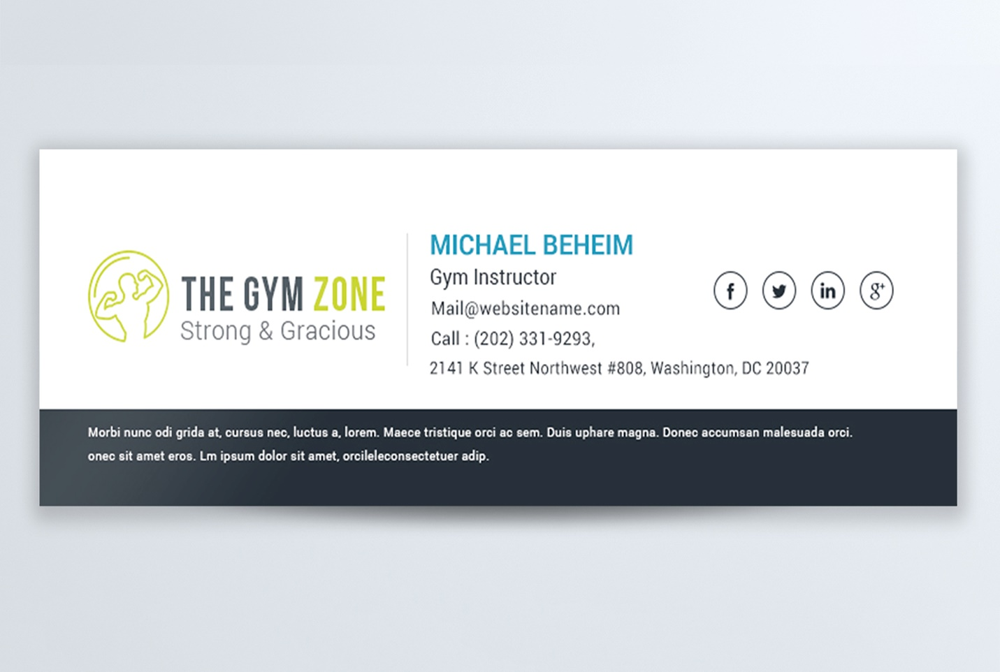 THE GYM ZONE
Strong & Gracious
MICHAEL BEHEIM
Gym Instructor
Mail@websitename.com
Call : (202) 331-9293,
2141 K Street Northwest #808, Washington, DC 20037
f in g+
Morbi nunc odi grida at, cursus nec, luctus a, lorem. Maece tristique orci ac sem. Duis uphare magna. Donec accumsan malesuada orci.
onec sit amet eros. Lm ipsum dolor sit amet, orcileleconsectetuer adip.